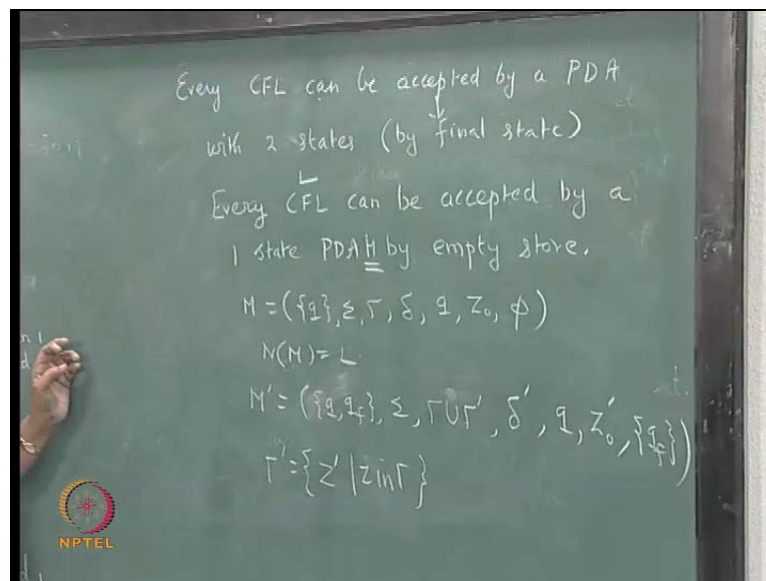 Every CFL can be accepted by a PDA
with 2 states (by final state)
L
Every CFL can be accepted by a
1 state PDA M by empty store.
M = ({q}, Σ, Γ, δ, q, Z₀, φ)
N(M) = L
M' = ({q, q_f}, Σ, Γ ∪ Γ', δ', q, Z₀', {q_f})
Γ' = {Z' | Z in Γ}
NPTEL